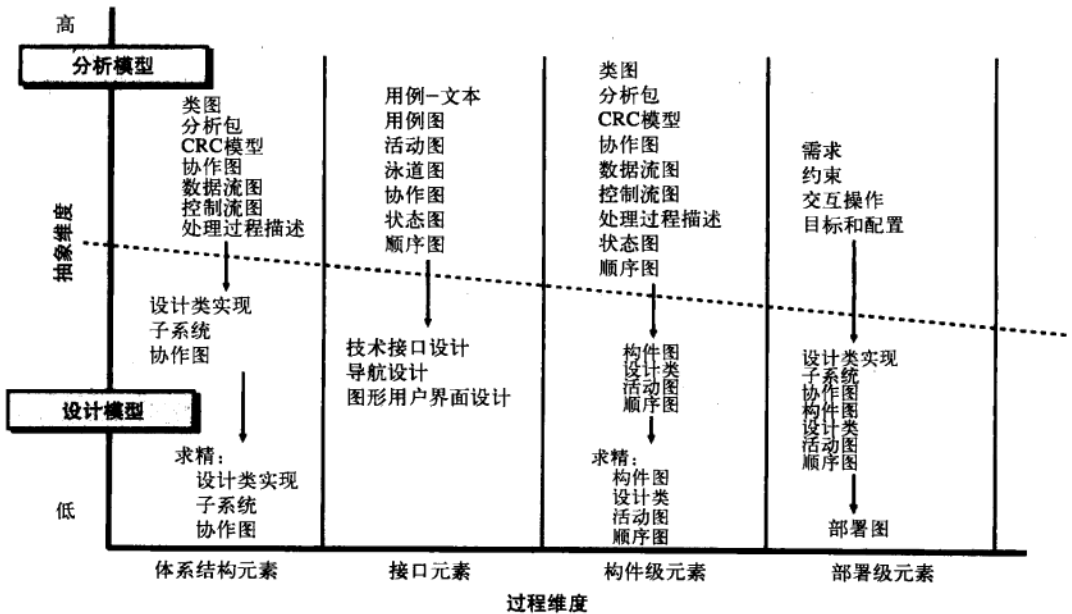 高
分析模型
抽象维度
设计模型
低
类图
分析包
CRC模型
协作图
数据流图
控制流图
处理过程描述
设计类实现
子系统
协作图
求精：
设计类实现
子系统
协作图
体系结构元素
用例-文本
用例图
活动图
泳道图
协作图
状态图
顺序图
技术接口设计
导航设计
图形用户界面设计
接口元素
类图
分析包
CRC模型
协作图
数据流图
控制流图
处理过程描述
状态图
顺序图
构件图
设计类
活动图
顺序图
求精：
构件图
设计类
活动图
顺序图
构件级元素
需求
约束
交互操作
目标和配置
设计类实现
子系统
协作图
构件图
设计类
活动图
顺序图
部署图
部署级元素
过程维度